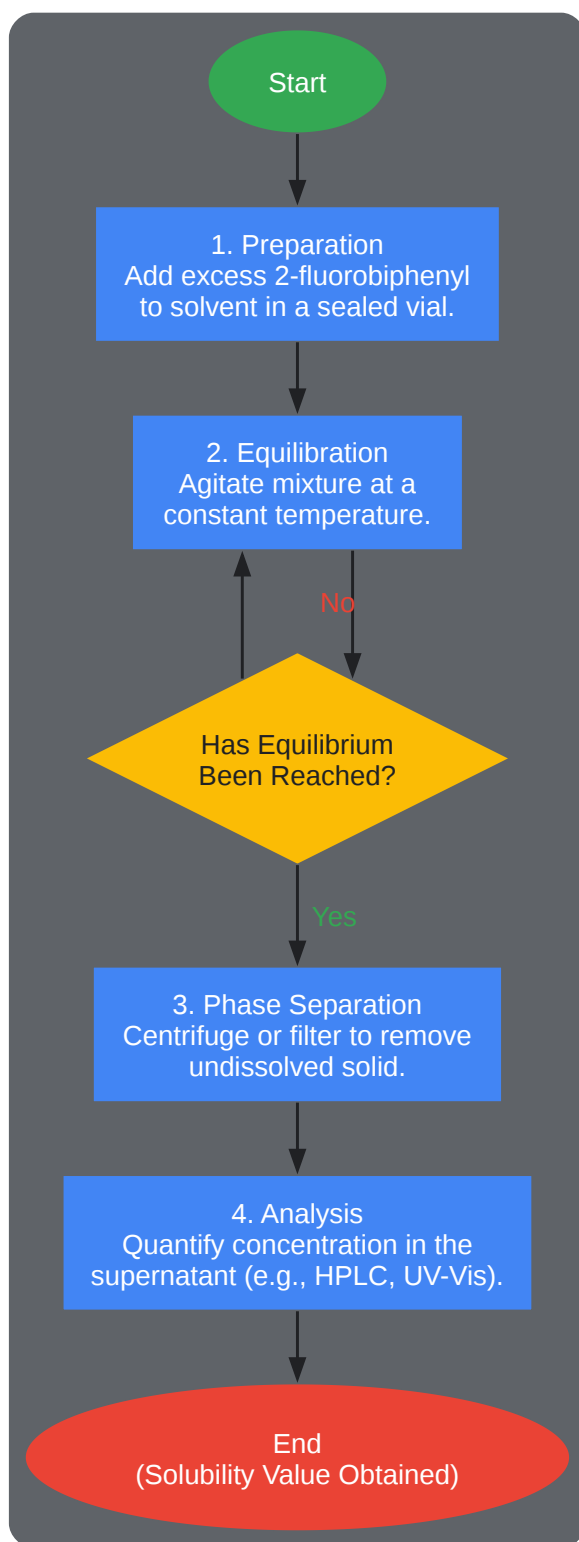 Start
1. Preparation
Add excess 2-fluorobiphenyl
to solvent in a sealed vial.
2. Equilibration
Agitate mixture at a
constant temperature.
No
Has Equilibrium
Been Reached?
Yes
3. Phase Separation
Centrifuge or filter to remove
undissolved solid.
4. Analysis
Quantify concentration in the
supernatant (e.g., HPLC, UV-Vis).
End
(Solubility Value Obtained)